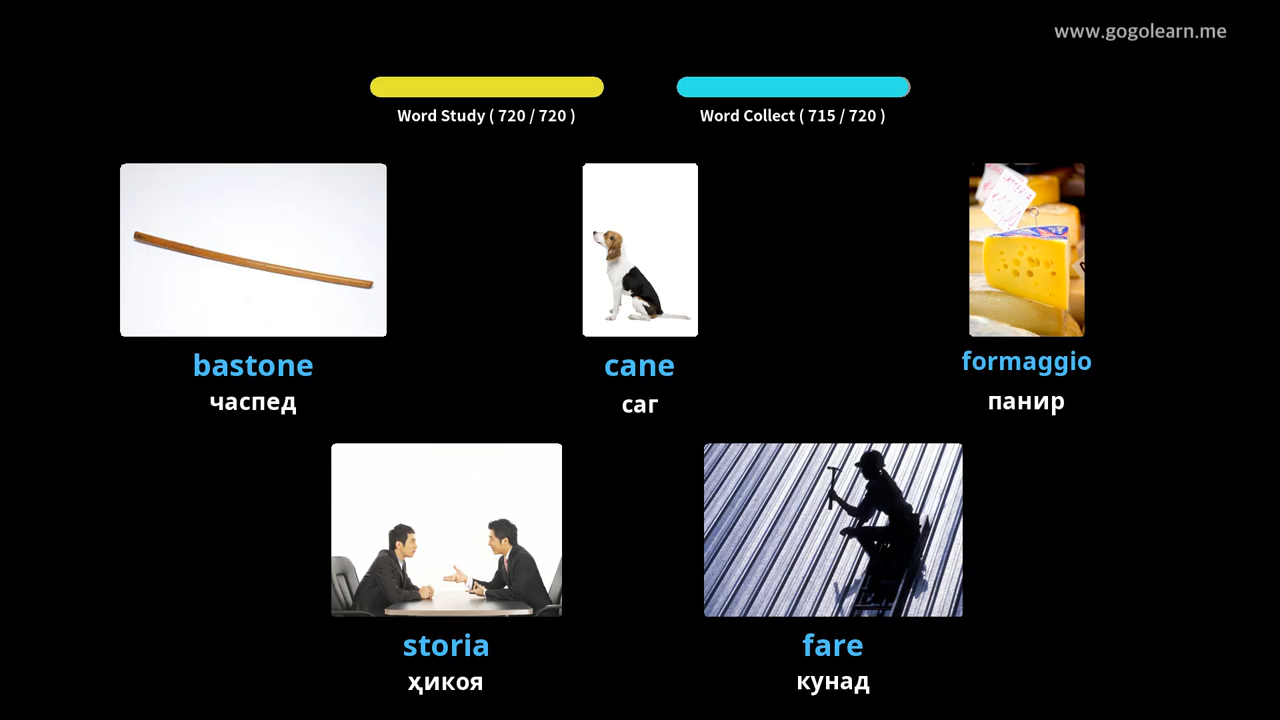 www.gogolearn.me
Word Study ( 720 / 720 )
Word Collect ( 715 / 720 )
bastone
часпед
cane
саг
formaggio
панир
storia
ҳикоя
fare
кунад